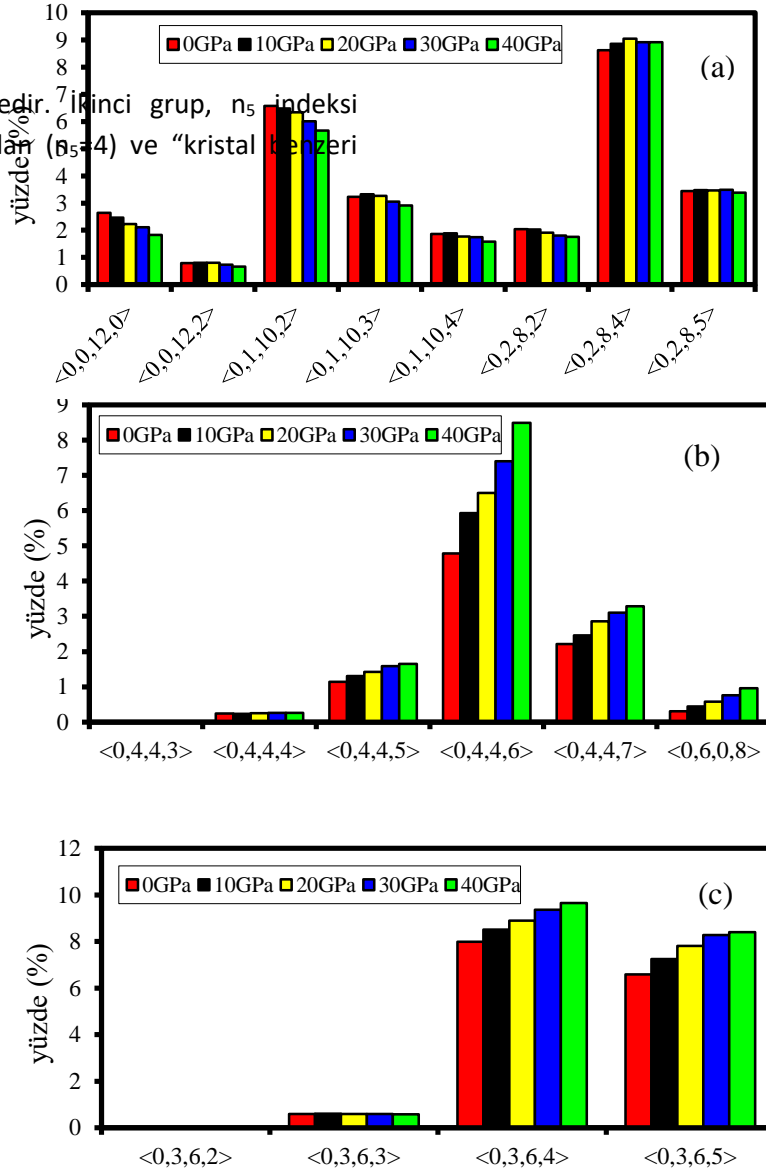 10
9
8
7
6
5
4
3
2
1
0
yüzde (%)
0GPa 10GPa 20GPa 30GPa 40GPa
(a)
edir. İkinci grup, n₅ indeksi
lan (n₅=4) ve “kristal benzeri
<0,0,12,0> <0,0,12,2> <0,1,10,2> <0,1,10,3> <0,1,10,4> <0,2,8,2> <0,2,8,4> <0,2,8,5>
9
8
7
6
5
4
3
2
1
0
yüzde (%)
0GPa 10GPa 20GPa 30GPa 40GPa
(b)
<0,4,4,3> <0,4,4,4> <0,4,4,5> <0,4,4,6> <0,4,4,7> <0,6,0,8>
12
10
8
6
4
2
0
yüzde (%)
0GPa 10GPa 20GPa 30GPa 40GPa
(c)
<0,3,6,2> <0,3,6,3> <0,3,6,4> <0,3,6,5>